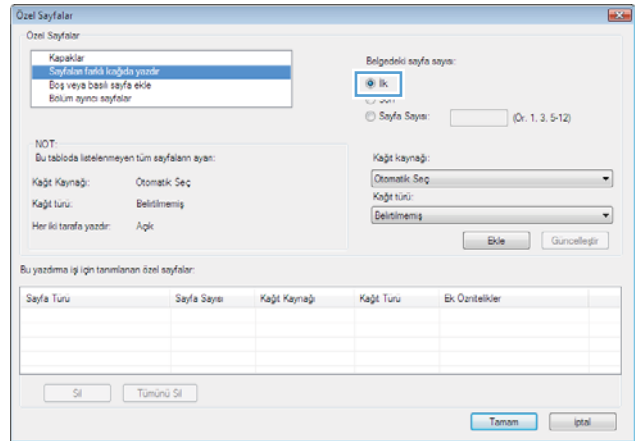 Özel Sayfalar
Özel Sayfalar
Kapaklar
Sayfaları farklı kağıda yazdır
Boş veya basılı sayfa ekle
Bölüm ayırıcı sayfalar
Belgedeki sayfa sayısı:
İlk
Son
Sayfa Sayısı:
(Ör. 1, 3, 5-12)
NOT:
Bu tabloda listelenmeyen tüm sayfaların ayarı:
Kağıt Kaynağı: Otomatik Seç
Kağıt türü: Belirtilmemiş
Her iki tarafa yazdır: Açık
Kağıt kaynağı:
Otomatik Seç
Kağıt türü:
Belirtilmemiş
Ekle Güncelleştir
Bu yazdırma işi için tanımlanan özel sayfalar:
Sayfa Türü Sayfa Sayısı Kağıt Kaynağı Kağıt Türü Ek Öznitelikler
Sil Tümünü Sil
Tamam İptal